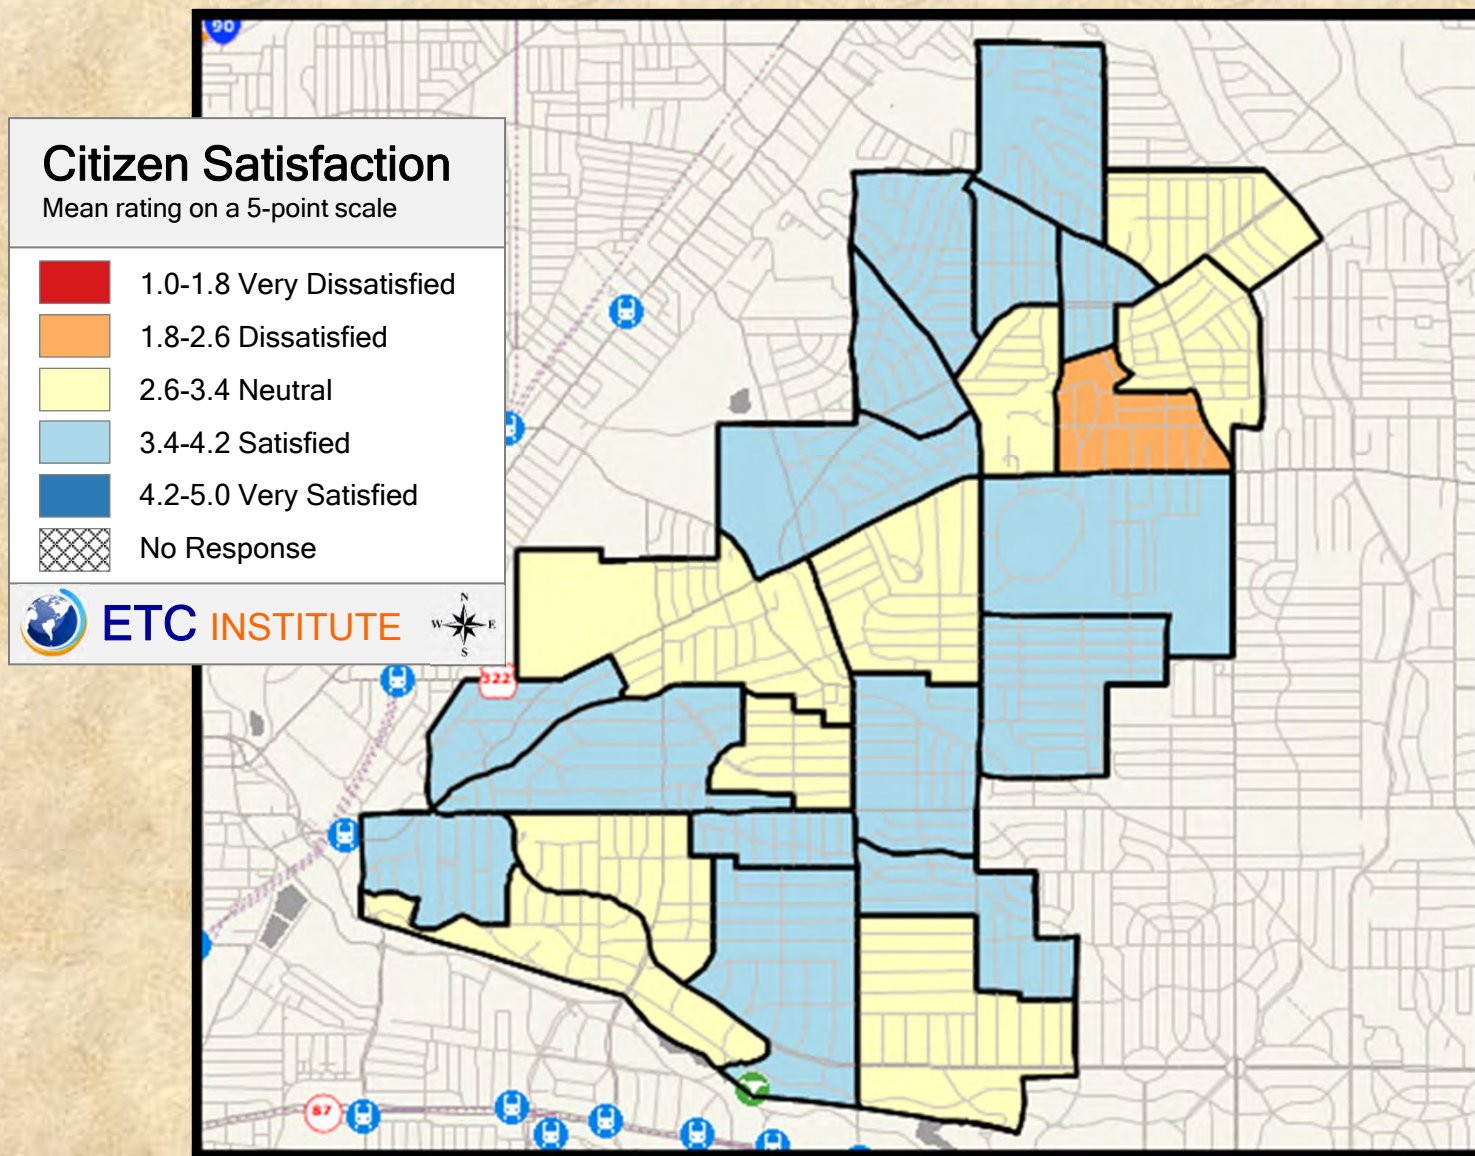 90
Citizen Satisfaction
Mean rating on a 5-point scale
1.0-1.8 Very Dissatisfied
1.8-2.6 Dissatisfied
2.6-3.4 Neutral
3.4-4.2 Satisfied
4.2-5.0 Very Satisfied
No Response
ETC INSTITUTE
N
W E
S
322
87